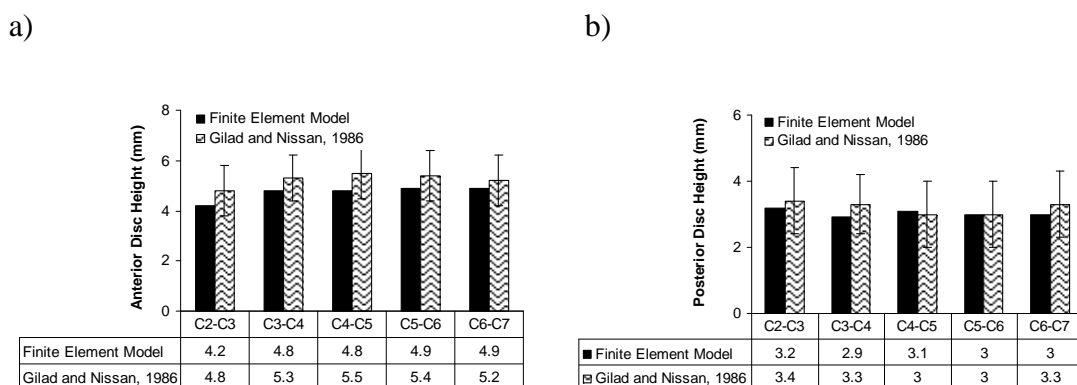 a)
Anterior Disc Height (mm)
8
6
4
2
0
Finite Element Model
Gilad and Nissan, 1986
C2-C3 C3-C4 C4-C5 C5-C6 C6-C7
Finite Element Model 4.2 4.8 4.8 4.9 4.9
Gilad and Nissan, 1986 4.8 5.3 5.5 5.4 5.2
b)
Posterior Disc Height (mm)
6
4
2
0
Finite Element Model
Gilad and Nissan, 1986
C2-C3 C3-C4 C4-C5 C5-C6 C6-C7
Finite Element Model 3.2 2.9 3.1 3 3
Gilad and Nissan, 1986 3.4 3.3 3 3 3.3